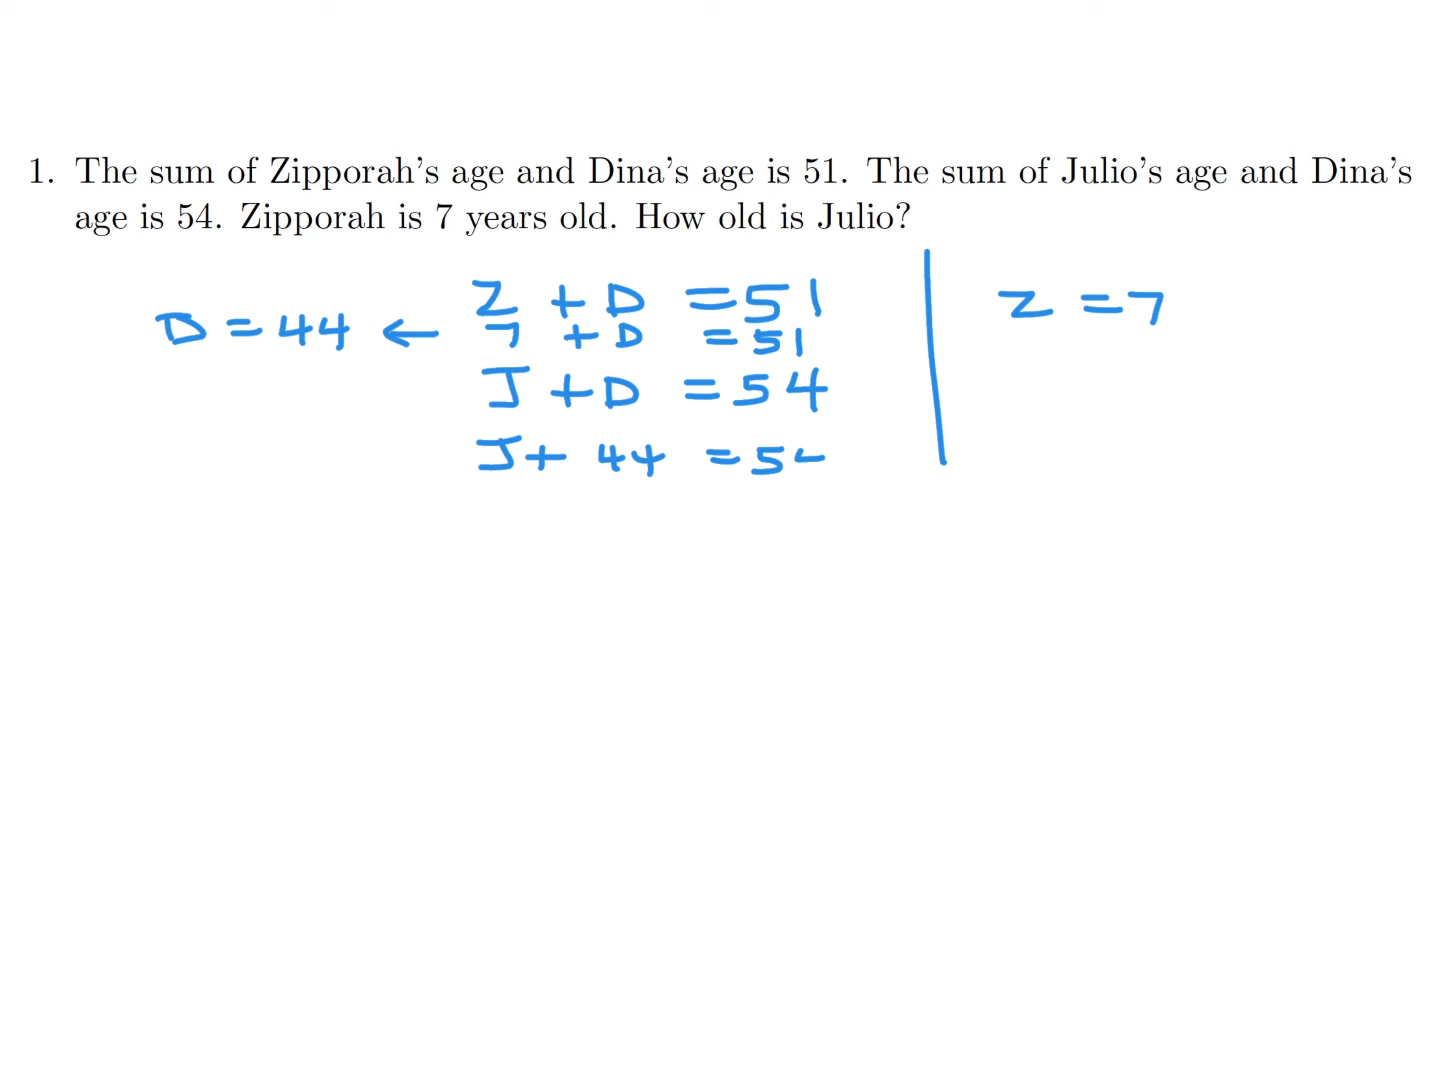 1. The sum of Zipporah's age and Dina's age is 51. The sum of Julio's age and Dina's
age is 54. Zipporah is 7 years old. How old is Julio?
Z + D = 51
Z = 7
D = 44 ← 7 + D = 51
J + D = 54
J + 44 = 5